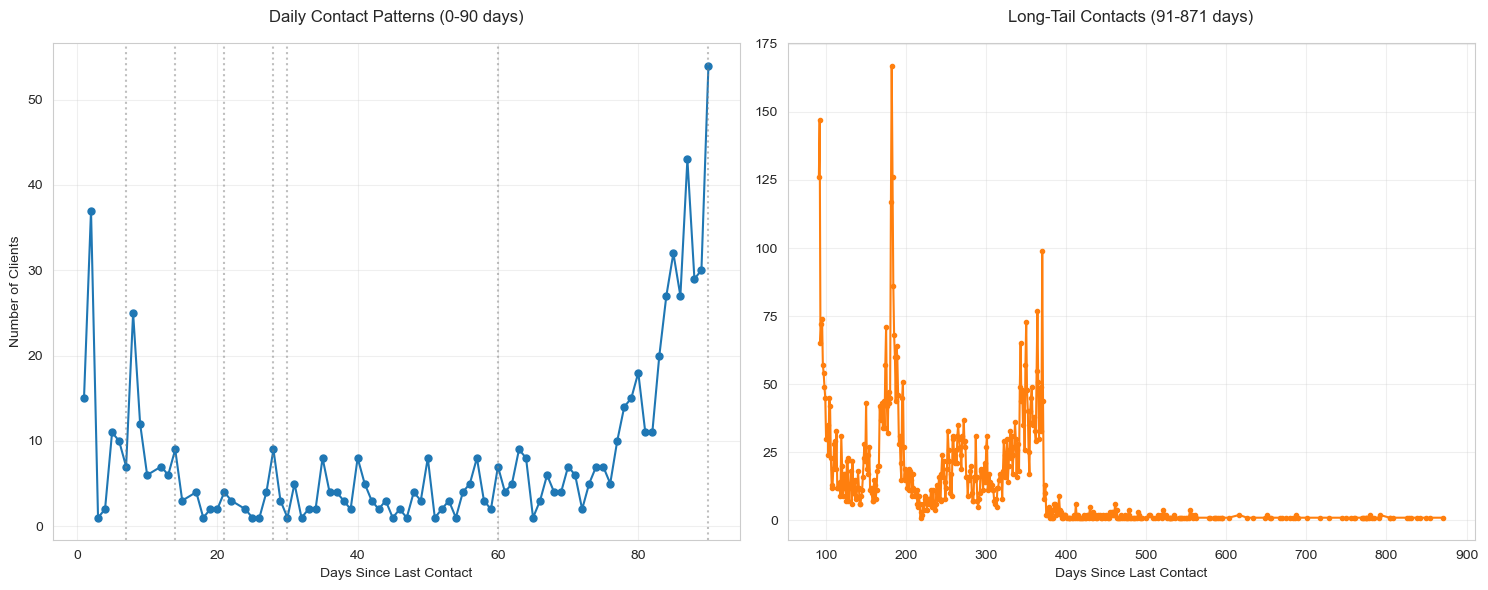 Daily Contact Patterns (0-90 days)
Number of Clients
50
40
30
20
10
0
0 20 40 60 80
Days Since Last Contact
Long-Tail Contacts (91-871 days)
175
150
125
100
75
50
25
0
100 200 300 400 500 600 700 800 900
Days Since Last Contact